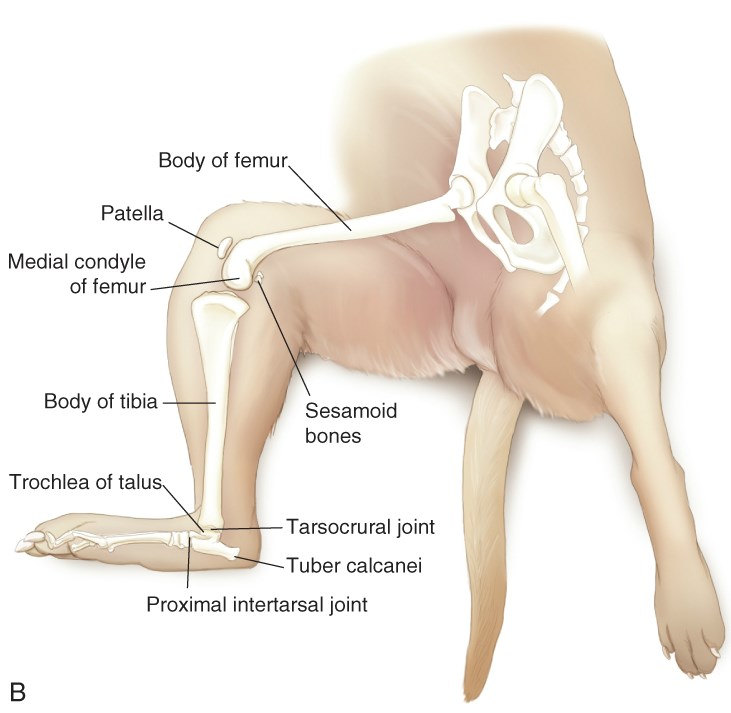 Body of femur
Patella
Medial condyle
of femur
Body of tibia
Sesamoid
bones
Trochlea of talus
Tarsocrural joint
Tuber calcanei
Proximal intertarsal joint
B